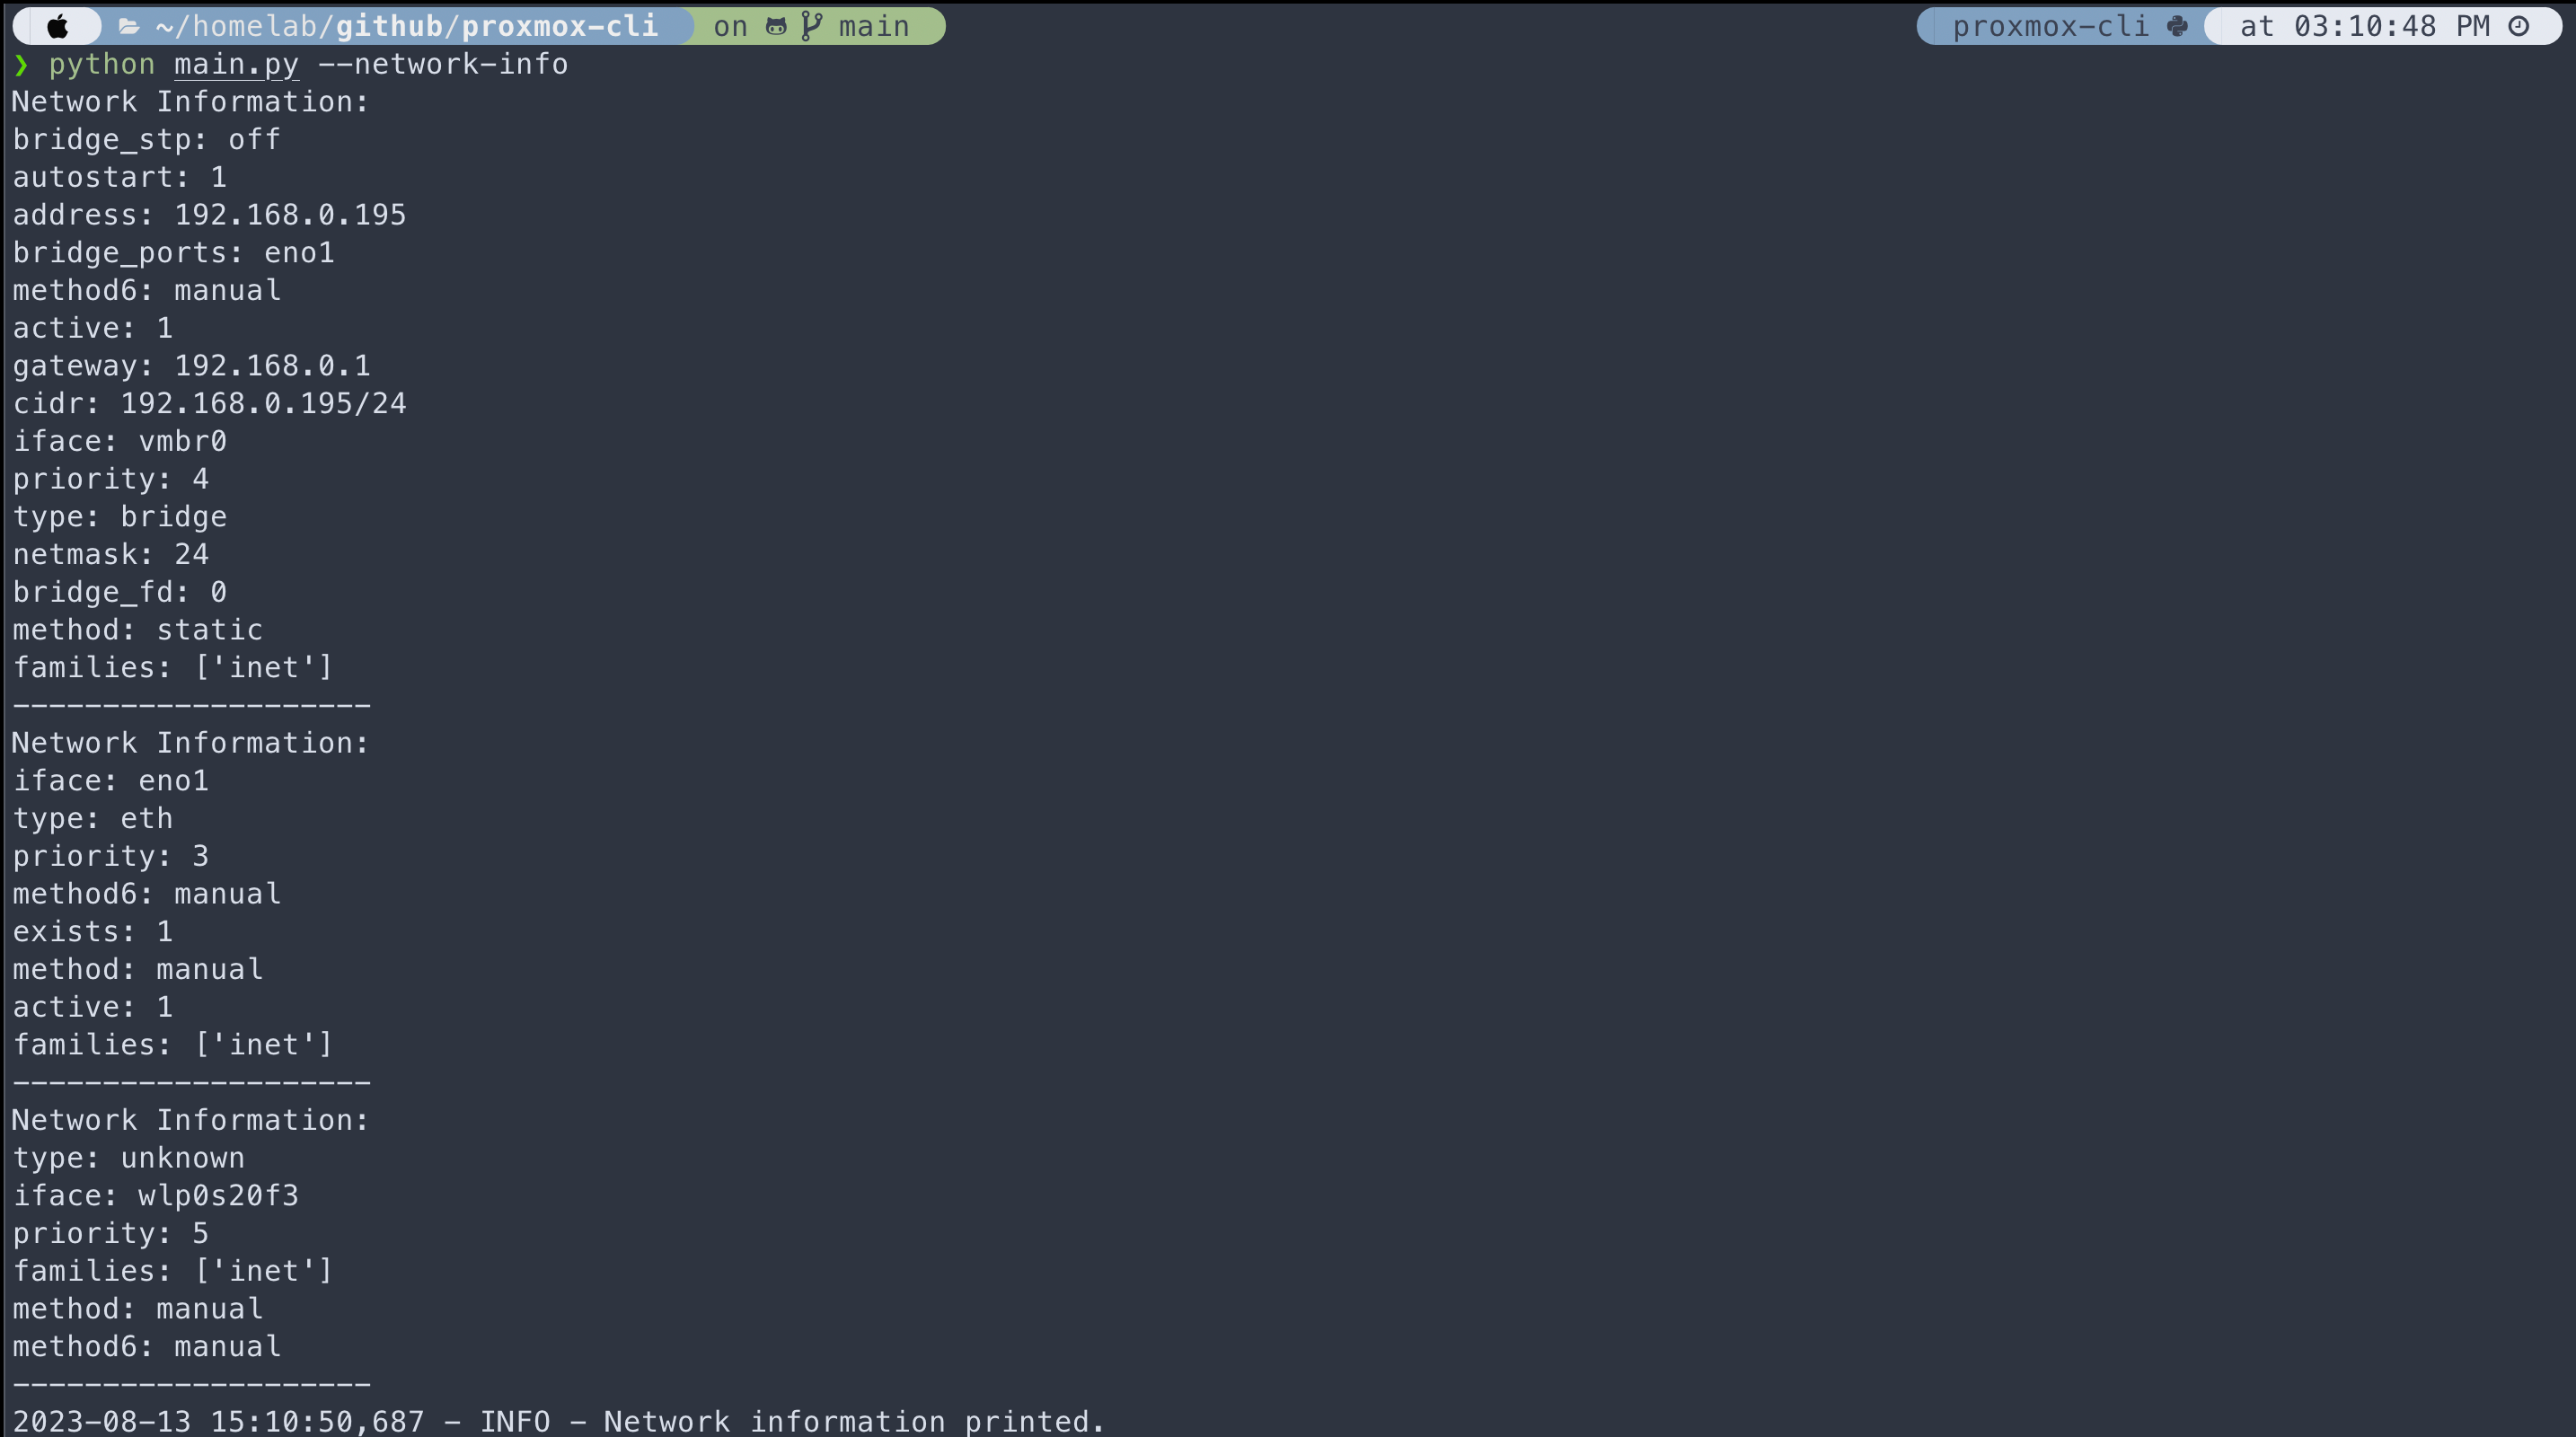 ~/homelab/github/proxmox-cli on main proxmox-cli at 03:10:48 PM
❯ python main.py --network-info
Network Information:
bridge_stp: off
autostart: 1
address: 192.168.0.195
bridge_ports: eno1
method6: manual
active: 1
gateway: 192.168.0.1
cidr: 192.168.0.195/24
iface: vmbr0
priority: 4
type: bridge
netmask: 24
bridge_fd: 0
method: static
families: ['inet']
--------------------
Network Information:
iface: eno1
type: eth
priority: 3
method6: manual
exists: 1
method: manual
active: 1
families: ['inet']
--------------------
Network Information:
type: unknown
iface: wlp0s20f3
priority: 5
families: ['inet']
method: manual
method6: manual
--------------------
2023-08-13 15:10:50,687 - INFO - Network information printed.